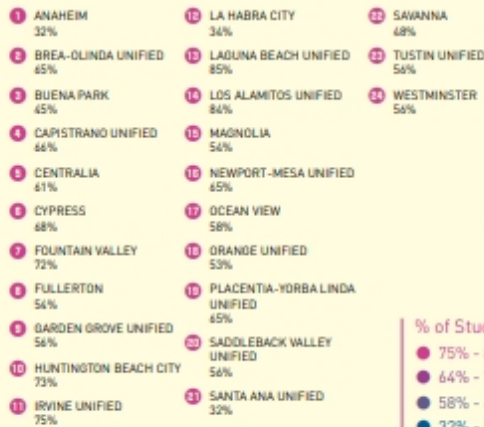 1 ANAHEIM
32%
2 BREA-OLINDA UNIFIED
65%
3 BUENA PARK
45%
4 CAPISTRANO UNIFIED
66%
5 CENTRALIA
61%
6 CYPRESS
68%
7 FOUNTAIN VALLEY
72%
8 FULLERTON
54%
9 GARDEN GROVE UNIFIED
56%
10 HUNTINGTON BEACH CITY
73%
11 IRVINE UNIFIED
75%
12 LA HABRA CITY
34%
13 LAGUNA BEACH UNIFIED
85%
14 LOS ALAMITOS UNIFIED
84%
15 MAGNOLIA
54%
16 NEWPORT-MESA UNIFIED
65%
17 OCEAN VIEW
58%
18 ORANGE UNIFIED
53%
19 PLACENTIA-YORBA LINDA
UNIFIED
65%
20 SADDLEBACK VALLEY
UNIFIED
56%
21 SANTA ANA UNIFIED
32%
22 SAVANNA
48%
23 TUSTIN UNIFIED
56%
24 WESTMINSTER
56%
% of Stu
75% -
64% -
58% -
32% -